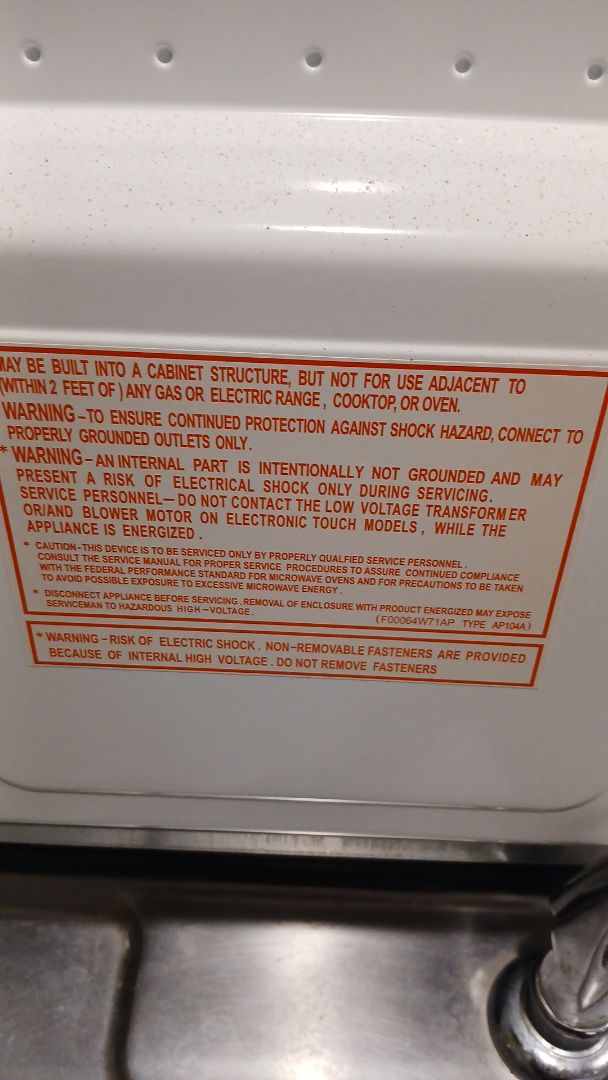 MAY BE BUILT INTO A CABINET STRUCTURE, BUT NOT FOR USE ADJACENT TO
(WITHIN 2 FEET OF) ANY GAS OR ELECTRIC RANGE, COOKTOP, OR OVEN.
WARNING-TO ENSURE CONTINUED PROTECTION AGAINST SHOCK HAZARD, CONNECT TO
PROPERLY GROUNDED OUTLETS ONLY.
* WARNING-AN INTERNAL PART IS INTENTIONALLY NOT GROUNDED AND MAY
PRESENT A RISK OF ELECTRICAL SHOCK ONLY DURING SERVICING.
SERVICE PERSONNEL-DO NOT CONTACT THE LOW VOLTAGE TRANSFORMER
OR/AND BLOWER MOTOR ON ELECTRONIC TOUCH MODELS, WHILE THE
APPLIANCE IS ENERGIZED.
* CAUTION-THIS DEVICE IS TO BE SERVICED ONLY BY PROPERLY QUALFIED SERVICE PERSONNEL.
CONSULT THE SERVICE MANUAL FOR PROPER SERVICE PROCEDURES TO ASSURE CONTINUED COMPLIANCE
WITH THE FEDERAL PERFORMANCE STANDARD FOR MICROWAVE OVENS AND FOR PRECAUTIONS TO BE TAKEN
TO AVOID POSSIBLE EXPOSURE TO EXCESSIVE MICROWAVE ENERGY.
* DISCONNECT APPLIANCE BEFORE SERVICING. REMOVAL OF ENCLOSURE WITH PRODUCT ENERGIZED MAY EXPOSE
SERVICEMAN TO HAZARDOUS HIGH-VOLTAGE. (F00064W71AP TYPE AP104A)
* WARNING-RISK OF ELECTRIC SHOCK. NON-REMOVABLE FASTENERS ARE PROVIDED
BECAUSE OF INTERNAL HIGH VOLTAGE. DO NOT REMOVE FASTENERS